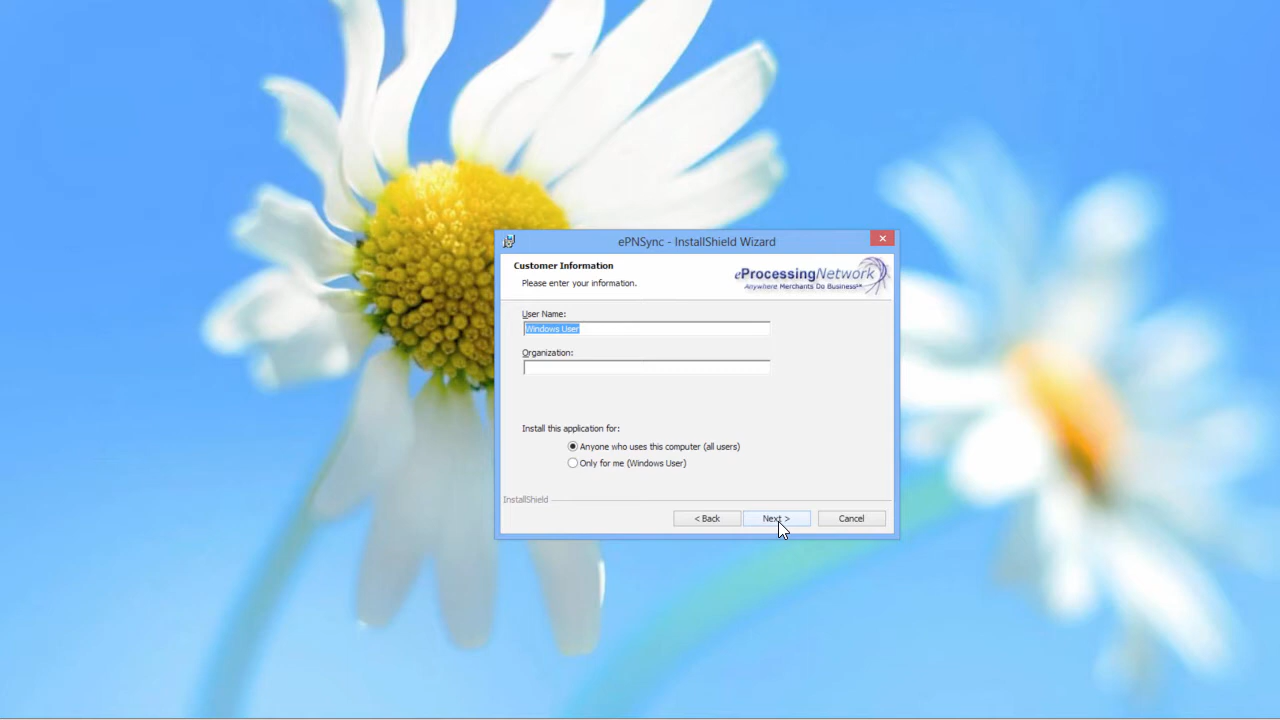 ePNSync - InstallShield Wizard
Customer Information
Please enter your information.
eProcessingNetwork
Anywhere Merchants Do Business℠
User Name:
Windows User
Organization:
Install this application for:
Anyone who uses this computer (all users)
Only for me (Windows User)
InstallShield
< Back
Next >
Cancel